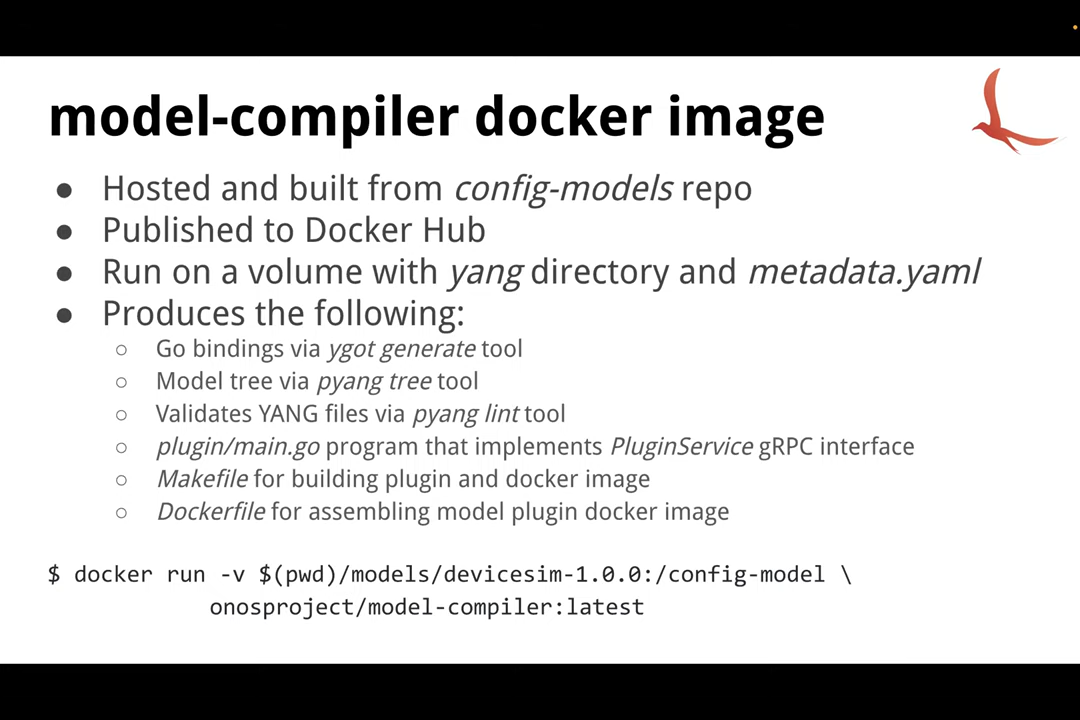 model-compiler docker image
● Hosted and built from config-models repo
● Published to Docker Hub
● Run on a volume with yang directory and metadata.yaml
● Produces the following:
○ Go bindings via ygot generate tool
○ Model tree via pyang tree tool
○ Validates YANG files via pyang lint tool
○ plugin/main.go program that implements PluginService gRPC interface
○ Makefile for building plugin and docker image
○ Dockerfile for assembling model plugin docker image
$ docker run -v $(pwd)/models/devicesim-1.0.0:/config-model \
onosproject/model-compiler:latest